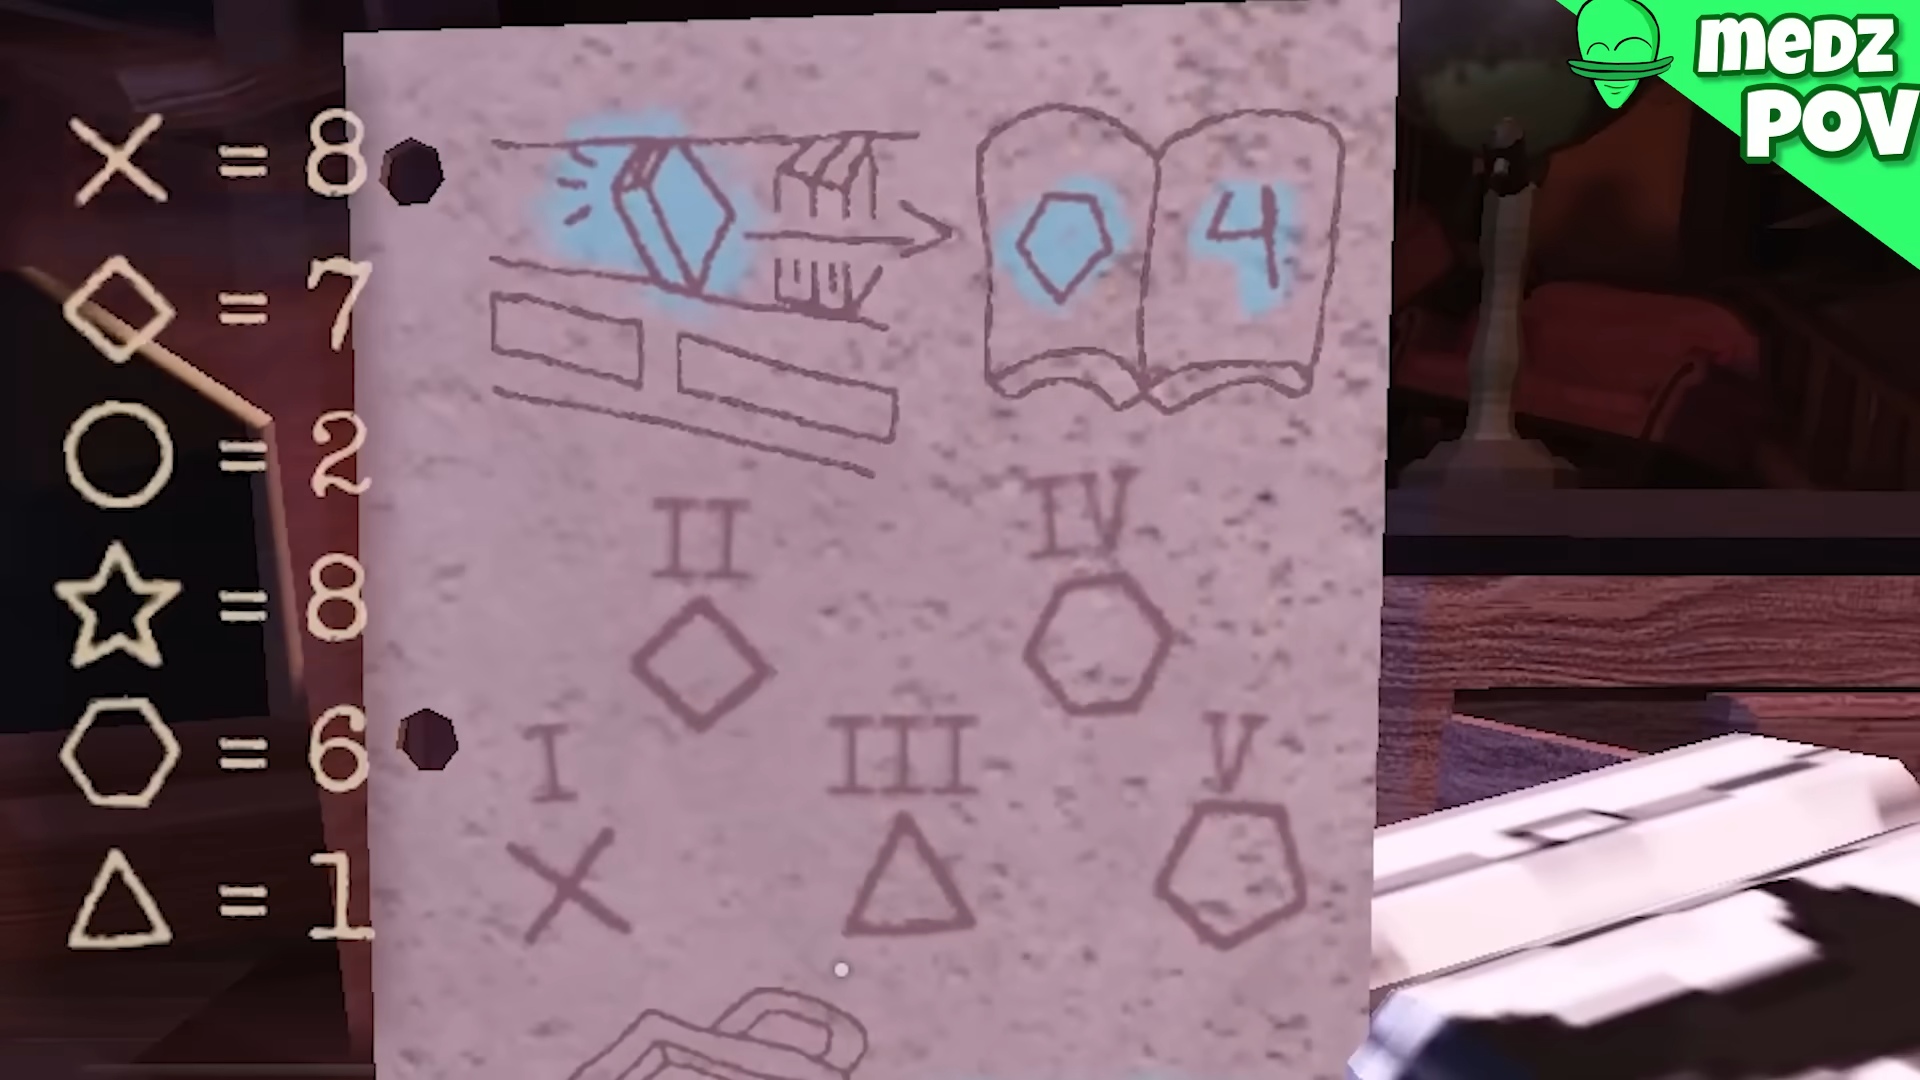 MEDZ
POV
X = 8
= 7
= 2
= 8
= 6
= 1
4
II
IV
I
III
V